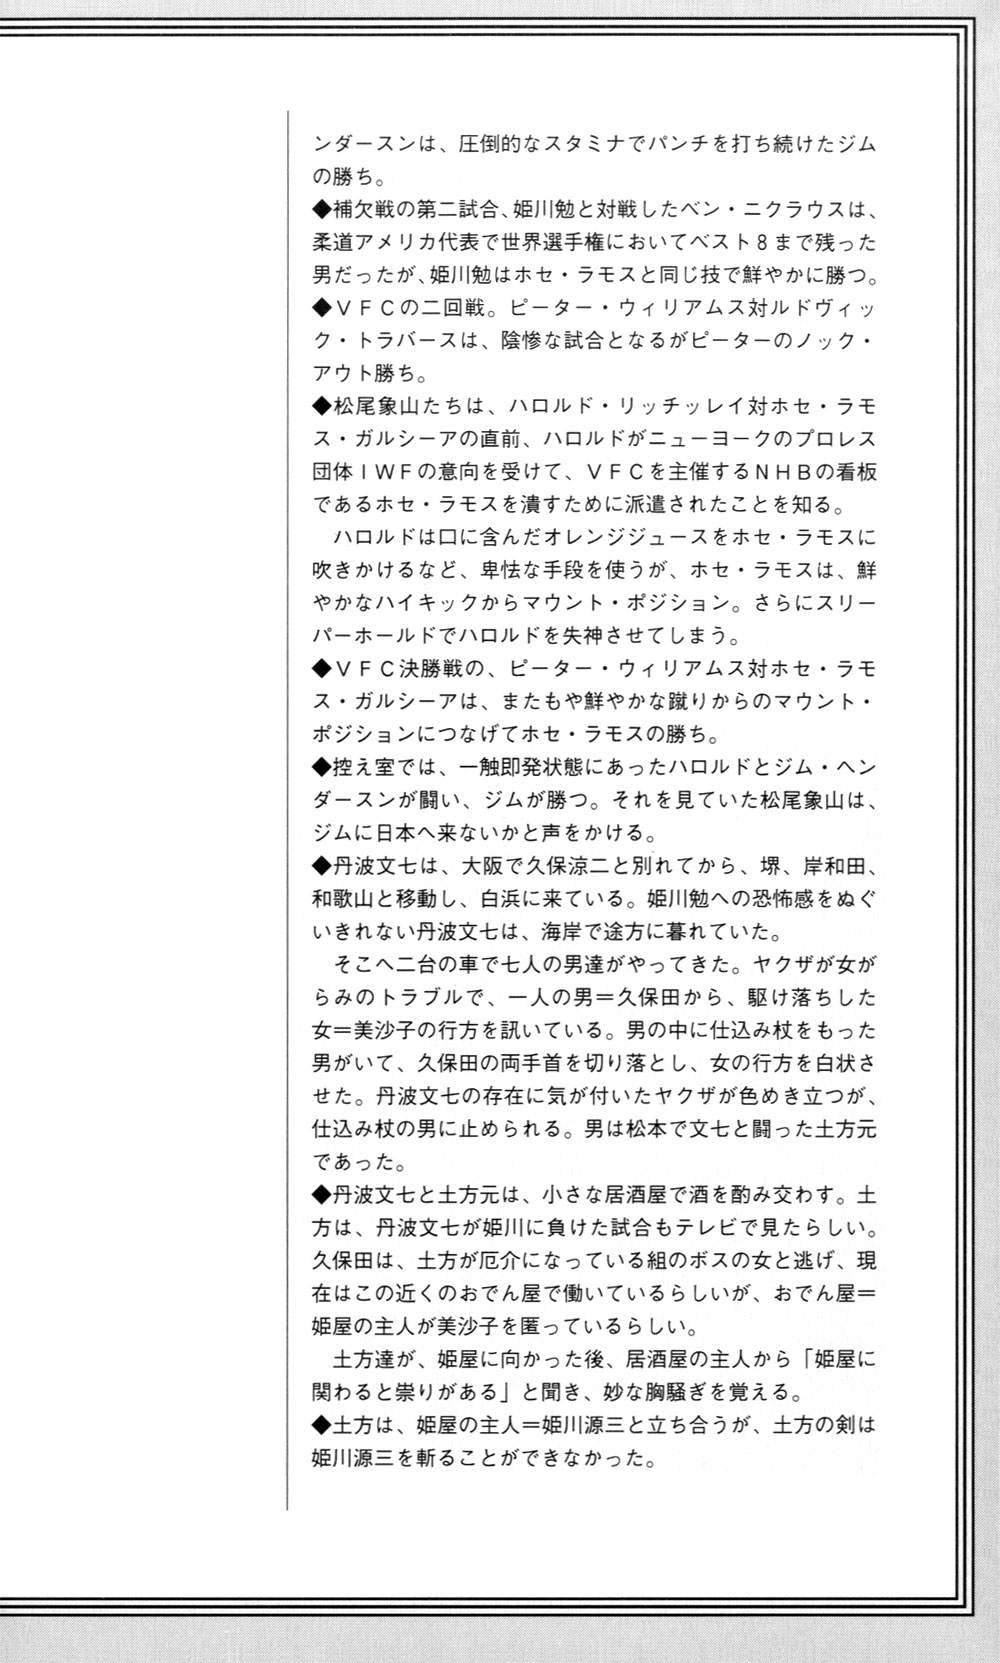 ンダースンは、圧倒的なスタミナでパンチを打ち続けたジム
の勝ち。
◆補欠戦の第二試合、姫川勉と対戦したベン・ニクラウスは、
柔道アメリカ代表で世界選手権においてベスト８まで残った
男だったが、姫川勉はホセ・ラモスと同じ技で鮮やかに勝つ。
◆ＶＦＣの二回戦。ピーター・ウィリアムス対ルドヴィッ
ク・トラバースは、陰惨な試合となるがピーターのノック・
アウト勝ち。
◆松尾象山たちは、ハロルド・リッチッレイ対ホセ・ラモ
ス・ガルシーアの直前、ハロルドがニューヨークのプロレス
団体ＩＷＦの意向を受けて、ＶＦＣを主催するＮＨＢの看板
であるホセ・ラモスを潰すために派遣されたことを知る。
　ハロルドは口に含んだオレンジジュースをホセ・ラモスに
吹きかけるなど、卑怯な手段を使うが、ホセ・ラモスは、鮮
やかなハイキックからマウント・ポジション。さらにスリー
パーホールドでハロルドを失神させてしまう。
◆ＶＦＣ決勝戦の、ピーター・ウィリアムス対ホセ・ラモ
ス・ガルシーアは、またもや鮮やかな蹴りからのマウント・
ポジションにつなげてホセ・ラモスの勝ち。
◆控え室では、一触即発状態にあったハロルドとジム・ヘン
ダースンが闘い、ジムが勝つ。それを見ていた松尾象山は、
ジムに日本へ来ないかと声をかける。
◆丹波文七は、大阪で久保涼二と別れてから、堺、岸和田、
和歌山と移動し、白浜に来ている。姫川勉への恐怖感をぬぐ
いきれない丹波文七は、海岸で途方に暮れていた。
　そこへ二台の車で七人の男達がやってきた。ヤクザが女が
らみのトラブルで、一人の男＝久保田から、駆け落ちした
女＝美沙子の行方を訊いている。男の中に仕込み杖をもった
男がいて、久保田の両手首を切り落とし、女の行方を白状さ
せた。丹波文七の存在に気が付いたヤクザが色めき立つが、
仕込み杖の男に止められる。男は松本で文七と闘った土方元
であった。
◆丹波文七と土方元は、小さな居酒屋で酒を酌み交わす。土
方は、丹波文七が姫川に負けた試合もテレビで見たらしい。
久保田は、土方が厄介になっている組のボスの女と逃げ、現
在はこの近くのおでん屋で働いているらしいが、おでん屋＝
姫屋の主人が美沙子を匿っているらしい。
　土方達が、姫屋に向かった後、居酒屋の主人から「姫屋に
関わると祟りがある」と聞き、妙な胸騒ぎを覚える。
◆土方は、姫屋の主人＝姫川源三と立ち合うが、土方の剣は
姫川源三を斬ることができなかった。